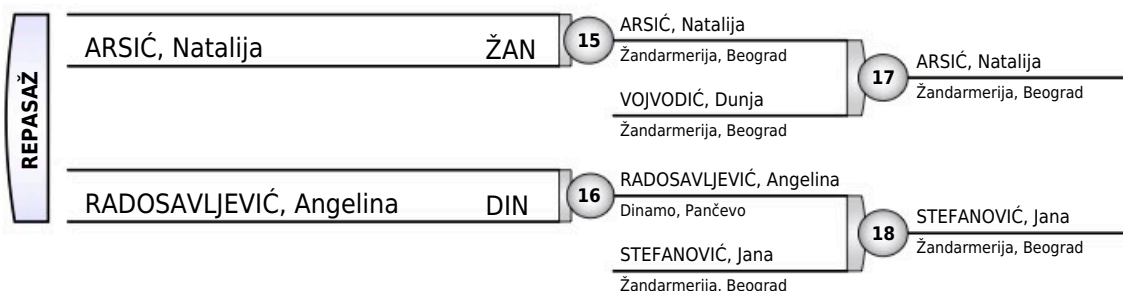 REPASAŽ
ARSIĆ, Natalija ŽAN
15
ARSIĆ, Natalija
Žandarmerija, Beograd
VOJVODIĆ, Dunja
Žandarmerija, Beograd
17
ARSIĆ, Natalija
Žandarmerija, Beograd
RADOSAVLJEVIĆ, Angelina DIN
16
RADOSAVLJEVIĆ, Angelina
Dinamo, Pančevo
STEFANOVIĆ, Jana
Žandarmerija, Beograd
18
STEFANOVIĆ, Jana
Žandarmerija, Beograd